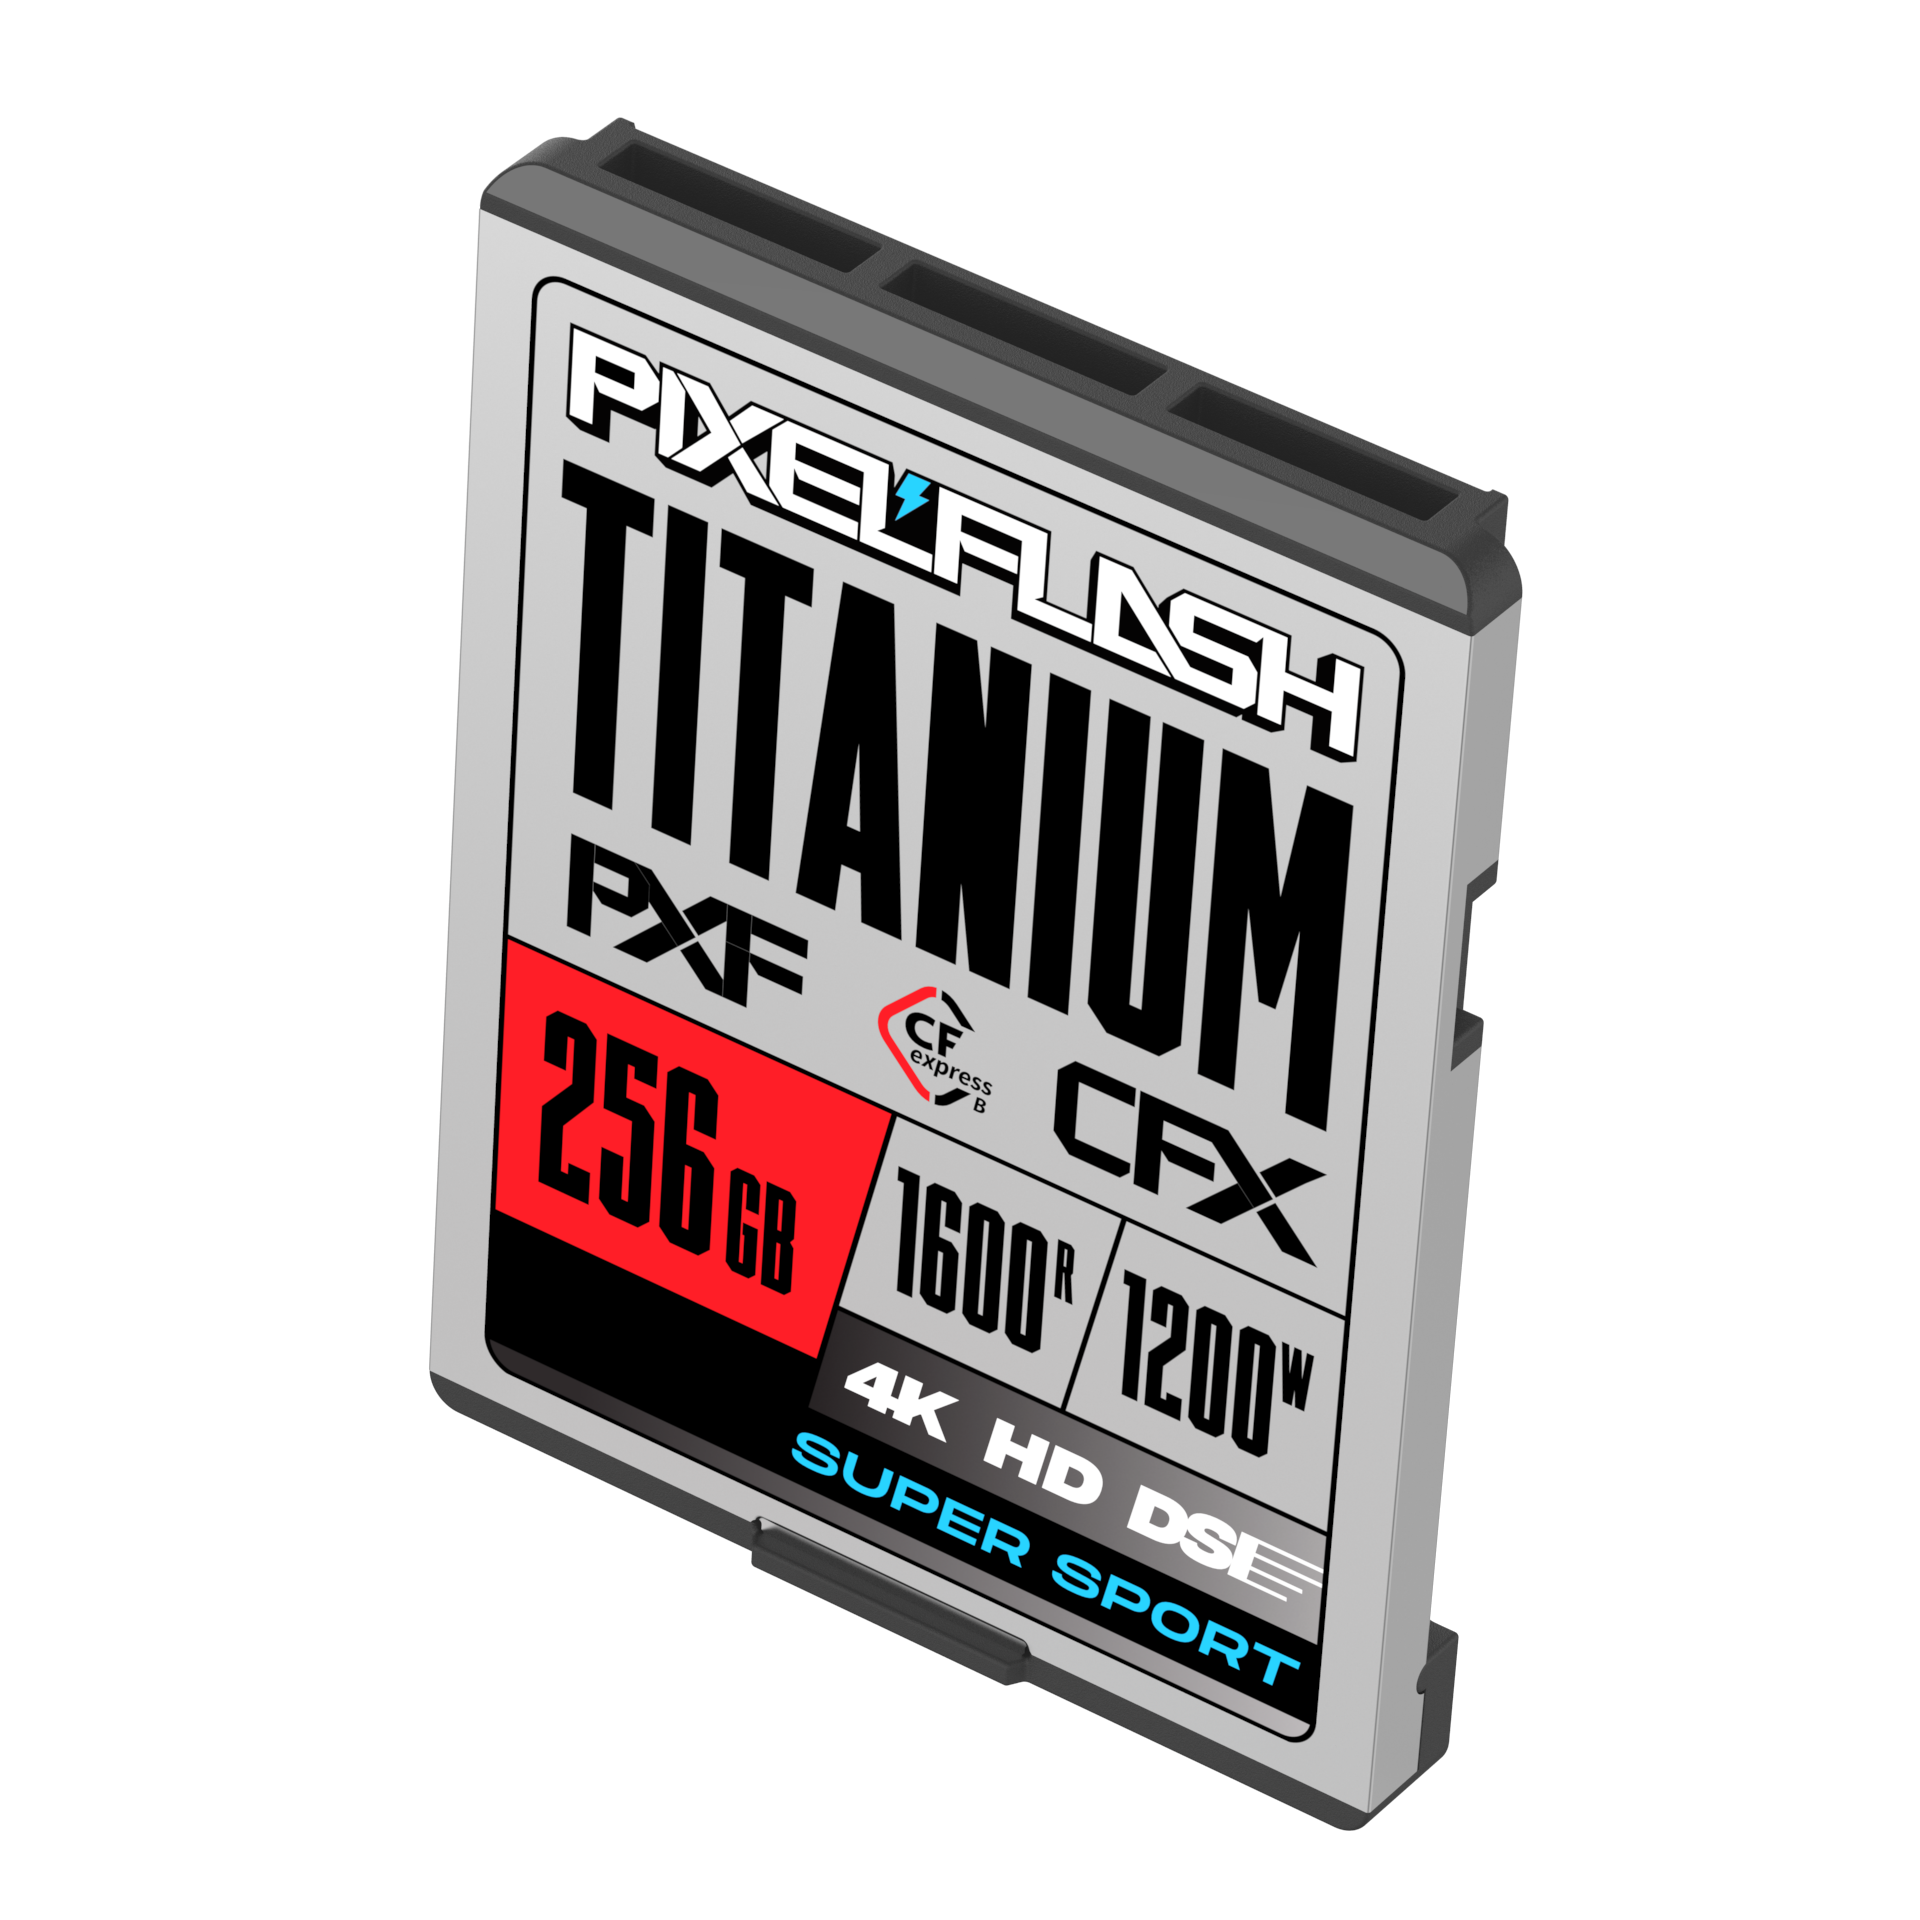 PIXELFLASH
TITANIUM
PXF
CF
express
B
CFX
256GB
1600R
1200W
4K HD DSE
SUPER SPORT